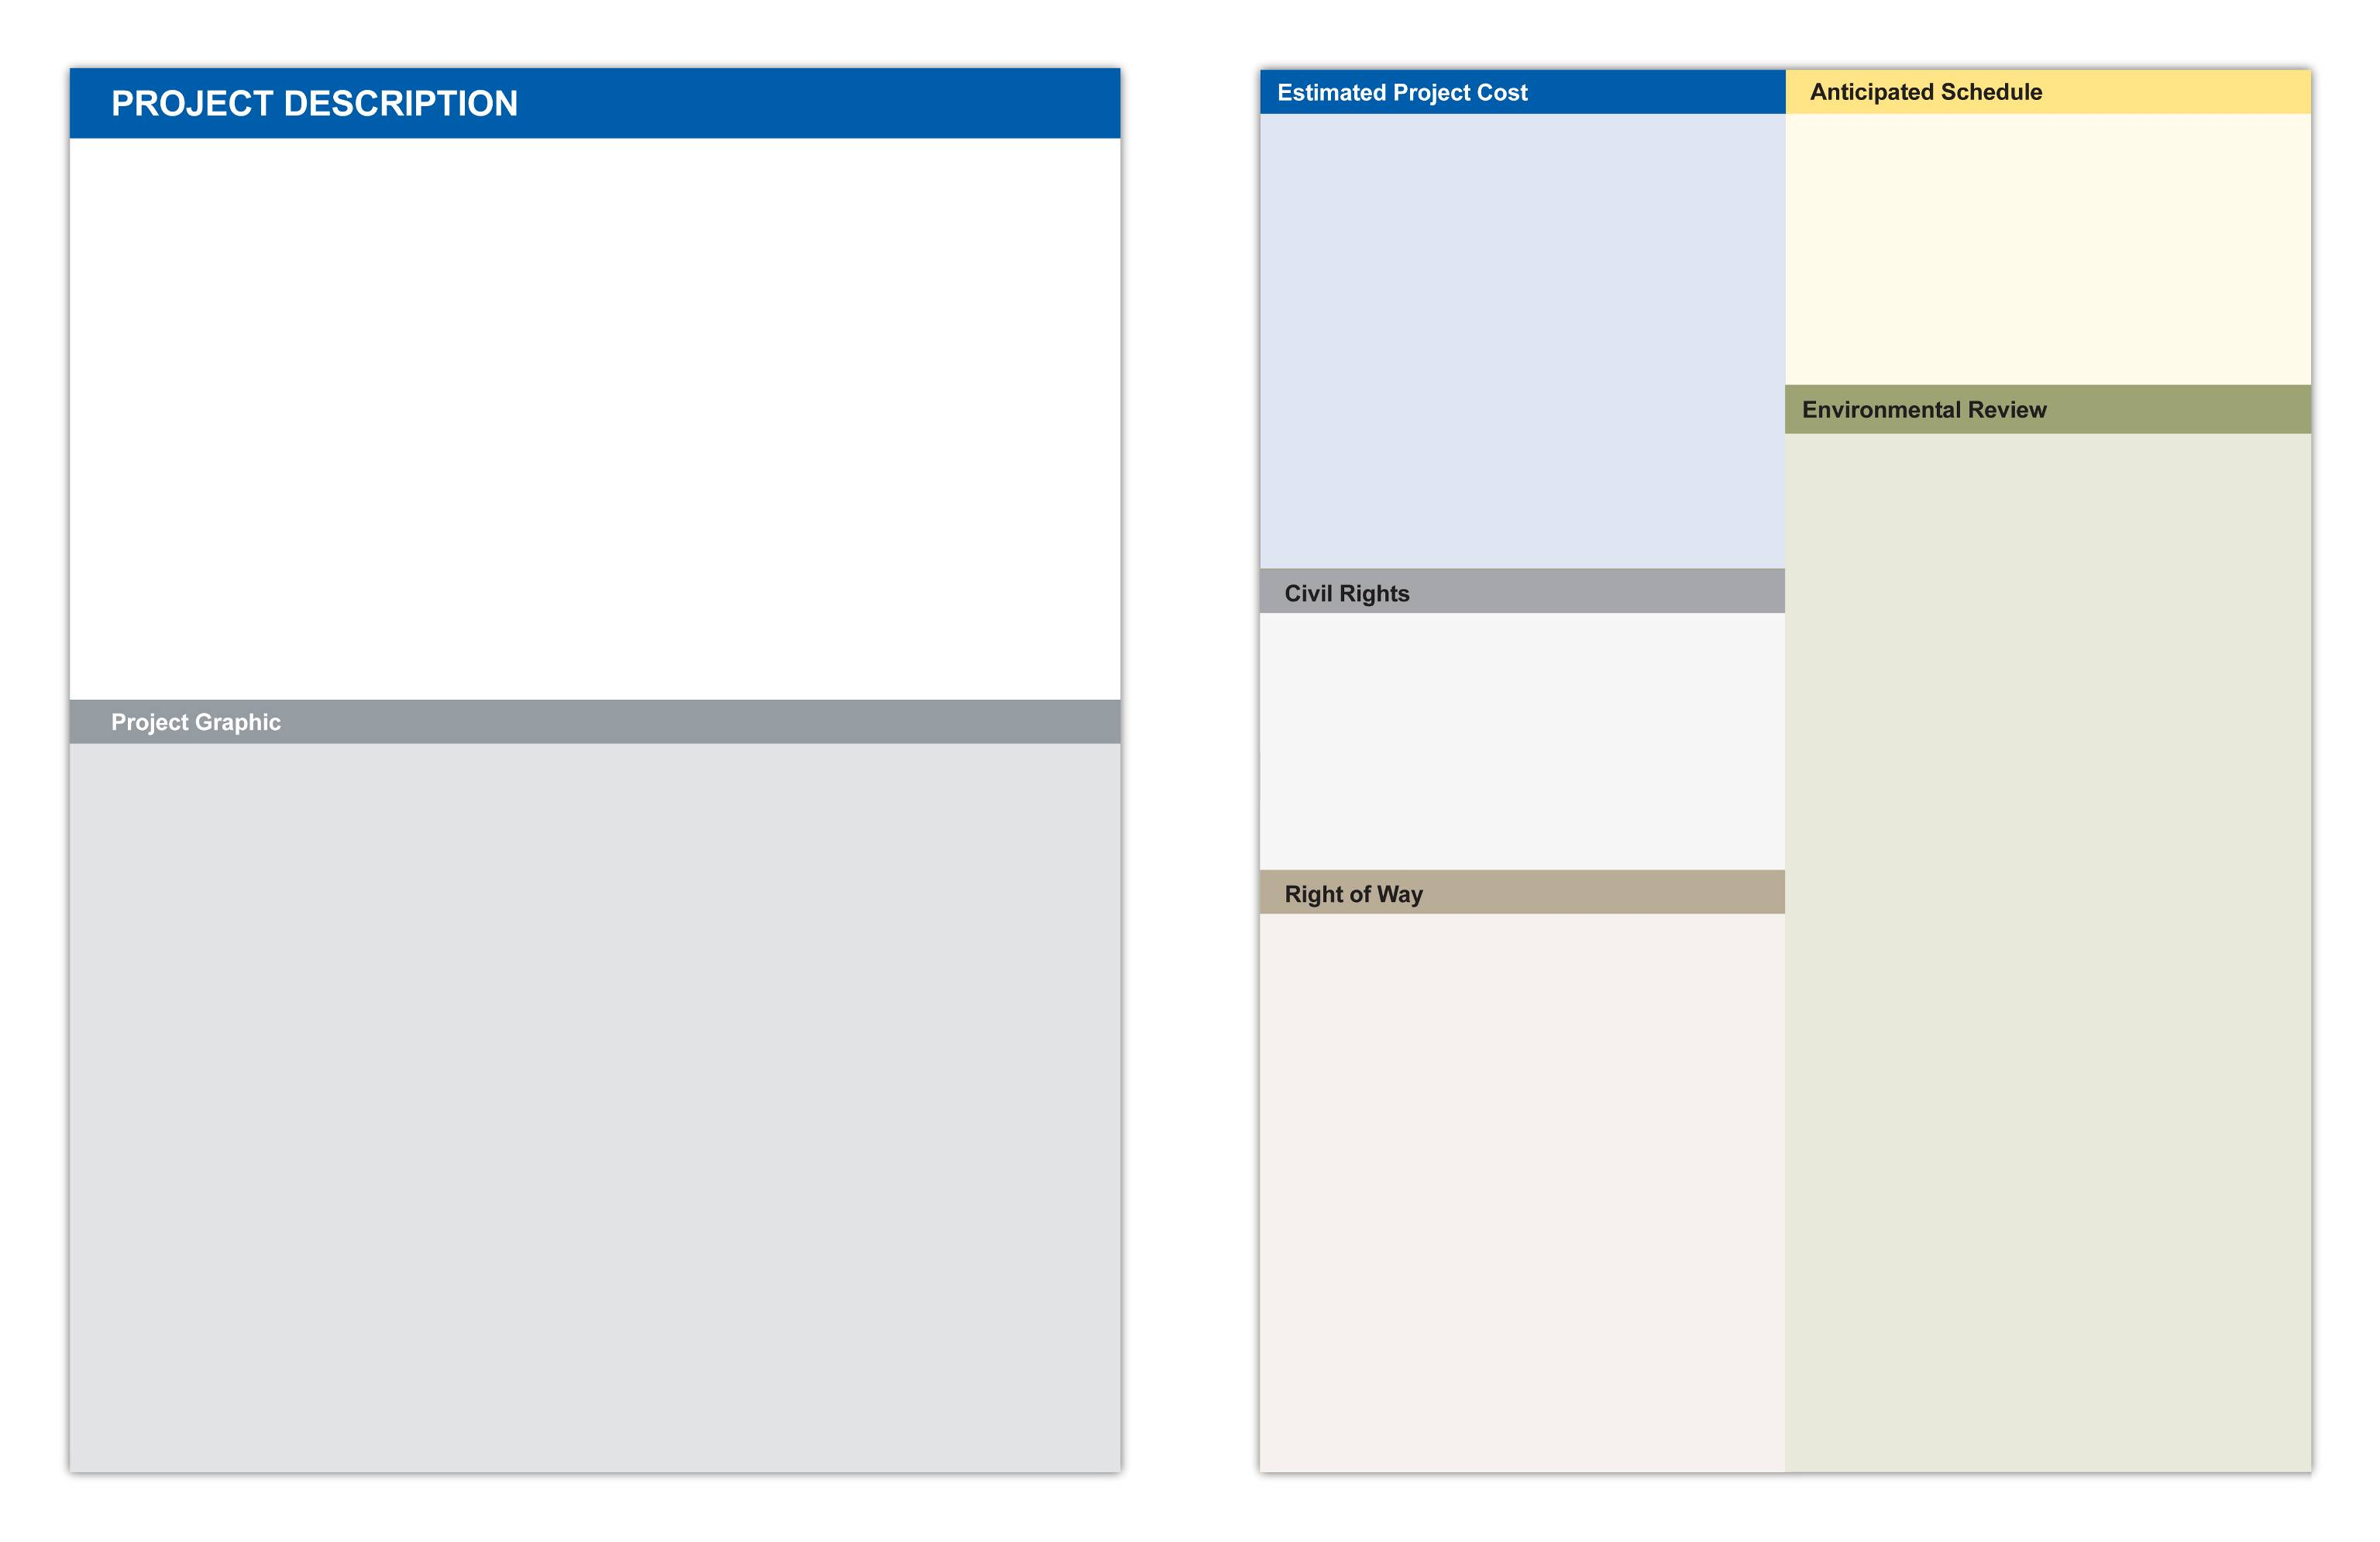 PROJECT DESCRIPTION
Project Graphic
Estimated Project Cost
Civil Rights
Right of Way
Anticipated Schedule
Environmental Review